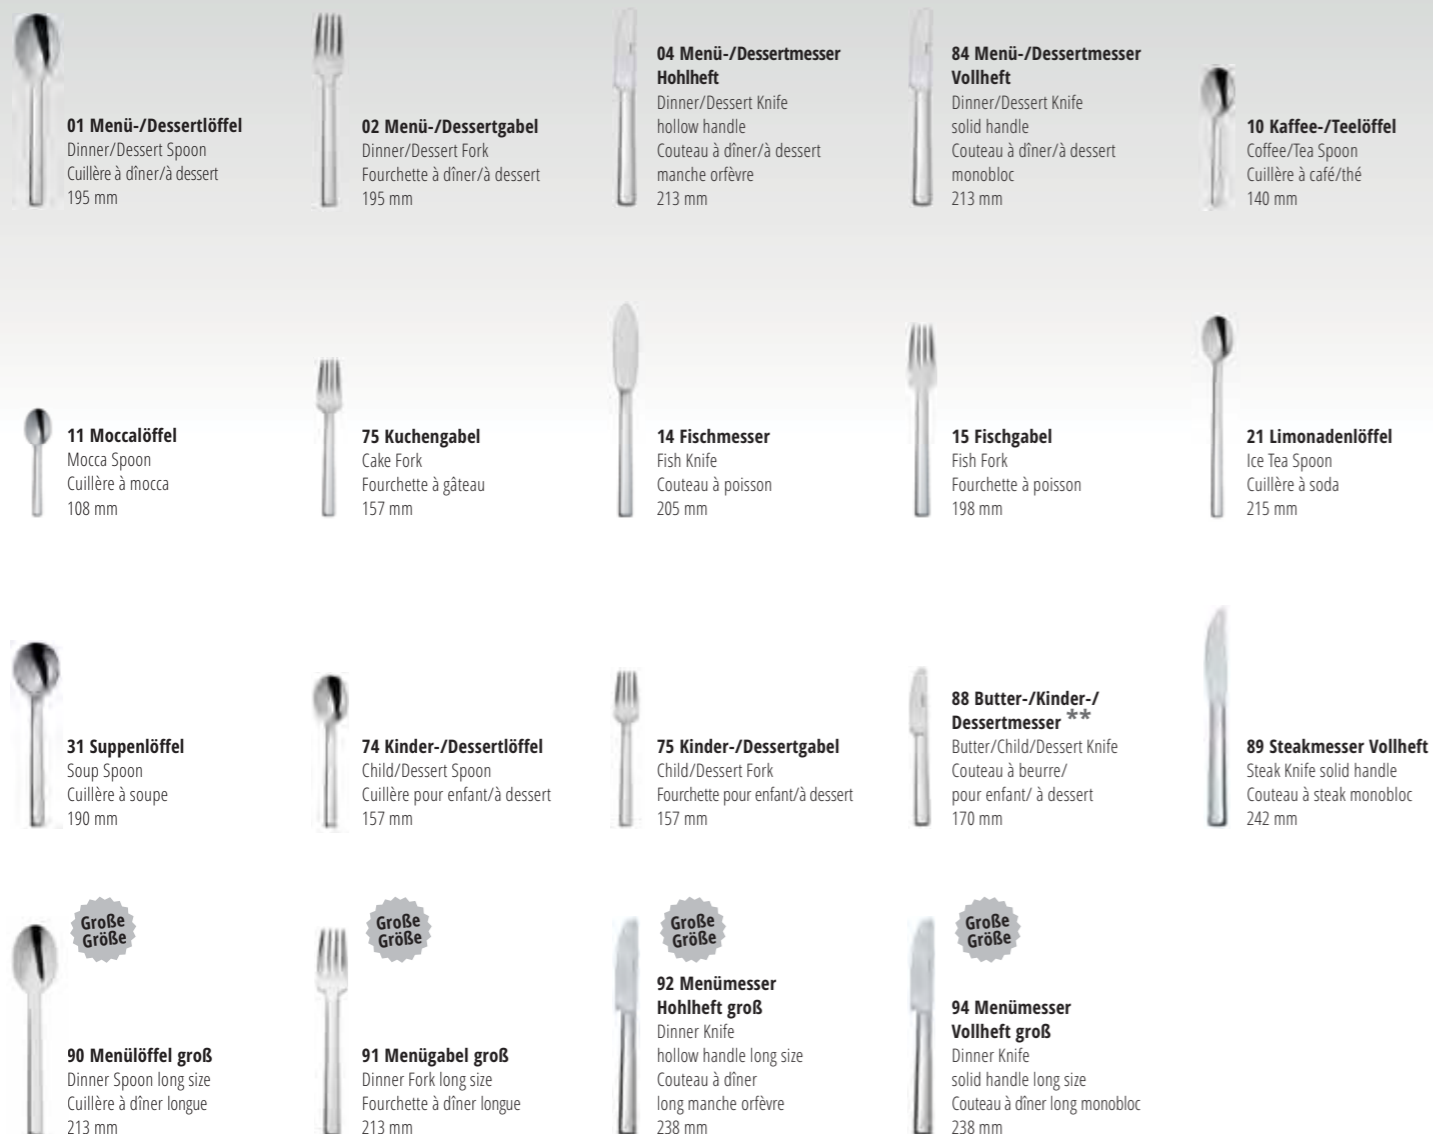 01 Menü-/Dessertlöffel
Dinner/Dessert Spoon
Cuillère à dîner/à dessert
195 mm
02 Menü-/Dessertgabel
Dinner/Dessert Fork
Fourchette à dîner/à dessert
195 mm
04 Menü-/Dessertmesser
Hohlheft
Dinner/Dessert Knife
hollow handle
Couteau à dîner/à dessert
manche orfèvre
213 mm
84 Menü-/Dessertmesser
Vollheft
Dinner/Dessert Knife
solid handle
Couteau à dîner/à dessert
monobloc
213 mm
10 Kaffee-/Teelöffel
Coffee/Tea Spoon
Cuillère à café/thé
140 mm
11 Moccalöffel
Mocca Spoon
Cuillère à mocca
108 mm
75 Kuchengabel
Cake Fork
Fourchette à gâteau
157 mm
14 Fischmesser
Fish Knife
Couteau à poisson
205 mm
15 Fischgabel
Fish Fork
Fourchette à poisson
198 mm
21 Limonadenlöffel
Ice Tea Spoon
Cuillère à soda
215 mm
31 Suppenlöffel
Soup Spoon
Cuillère à soupe
190 mm
74 Kinder-/Dessertlöffel
Child/Dessert Spoon
Cuillère pour enfant/à dessert
157 mm
75 Kinder-/Dessertgabel
Child/Dessert Fork
Fourchette pour enfant/à dessert
157 mm
88 Butter-/Kinder-/
Dessertmesser **
Butter/Child/Dessert Knife
Couteau à beurre/
pour enfant/ à dessert
170 mm
89 Steakmesser Vollheft
Steak Knife solid handle
Couteau à steak monobloc
242 mm
Große
Größe
90 Menülöffel groß
Dinner Spoon long size
Cuillère à dîner longue
213 mm
Große
Größe
91 Menügabel groß
Dinner Fork long size
Fourchette à dîner longue
213 mm
Große
Größe
92 Menümesser
Hohlheft groß
Dinner Knife
hollow handle long size
Couteau à dîner
long manche orfèvre
238 mm
Große
Größe
94 Menümesser
Vollheft groß
Dinner Knife
solid handle long size
Couteau à dîner long monobloc
238 mm